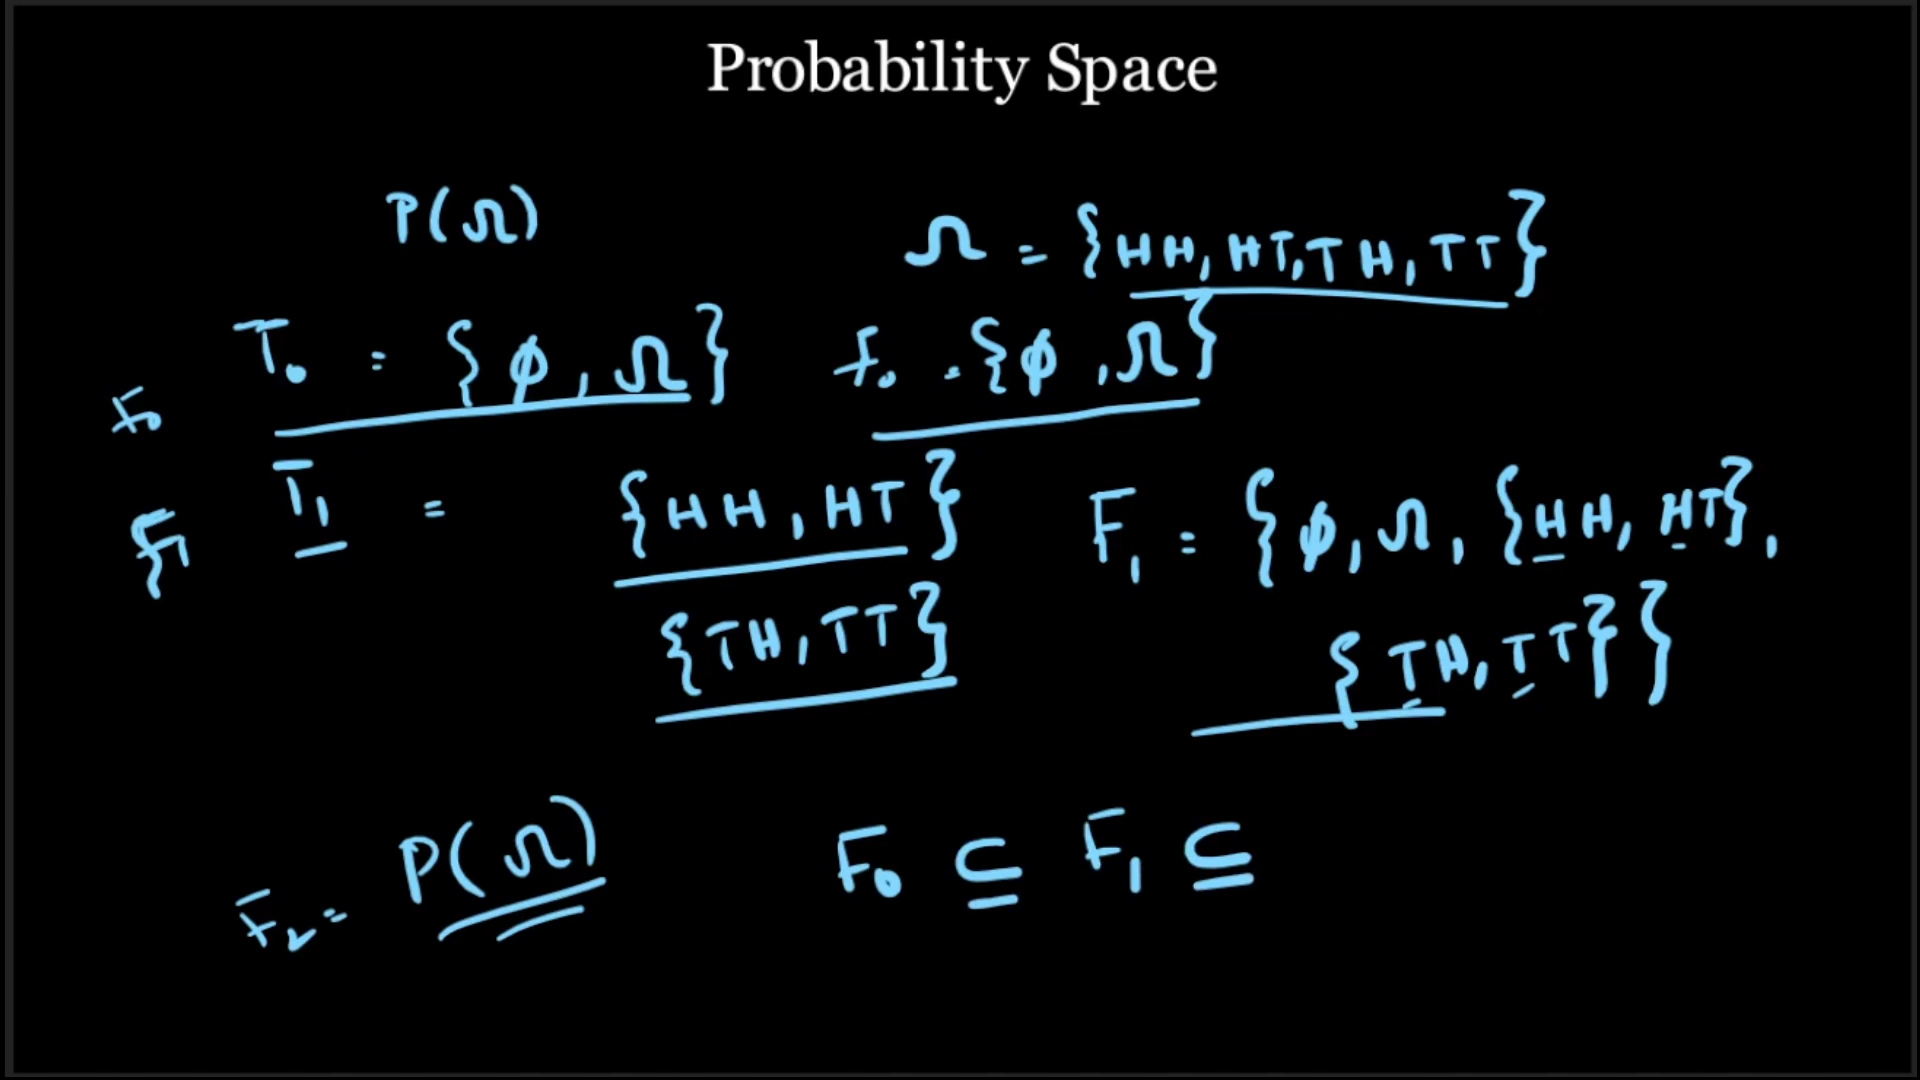 Probability Space
P(Ω)
Ω = {HH, HT, TH, TT}
T₀ = {ϕ, Ω}
F₀ = {ϕ, Ω}
F₀
T₁ = {HH, HT}
F₁ = {ϕ, Ω, {HH, HT},
F₁
{TH, TT}
{TH, TT}}
F₂ = P(Ω)
F₀ ⊆ F₁ ⊆